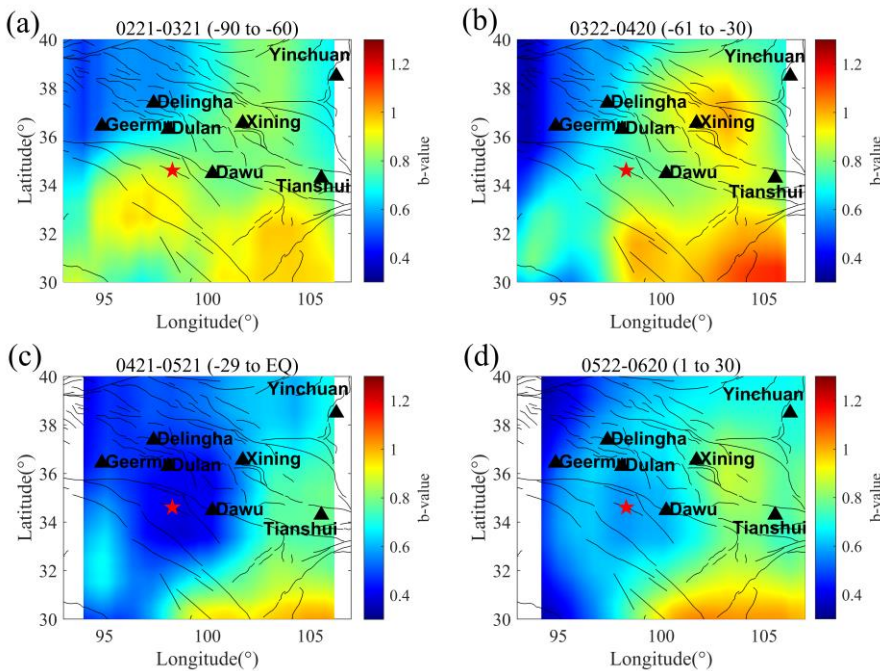 (a)
0221-0321 (-90 to -60)
40
38
36
34
32
30
Latitude(°)
Yinchuan
Delingha
Geermu
Dulan
Xining
Dawu
Tianshui
95
100
105
Longitude(°)
1.2
1
0.8
0.6
0.4
b-value
(b)
0322-0420 (-61 to -30)
40
38
36
34
32
30
Latitude(°)
Yinchuan
Delingha
Geermu
Dulan
Xining
Dawu
Tianshui
95
100
105
Longitude(°)
1.2
1
0.8
0.6
0.4
b-value
(c)
0421-0521 (-29 to EQ)
40
38
36
34
32
30
Latitude(°)
Yinchuan
Delingha
Geermu
Dulan
Xining
Dawu
Tianshui
95
100
105
Longitude(°)
1.2
1
0.8
0.6
0.4
b-value
(d)
0522-0620 (1 to 30)
40
38
36
34
32
30
Latitude(°)
Yinchuan
Delingha
Geermu
Dulan
Xining
Dawu
Tianshui
95
100
105
Longitude(°)
1.2
1
0.8
0.6
0.4
b-value